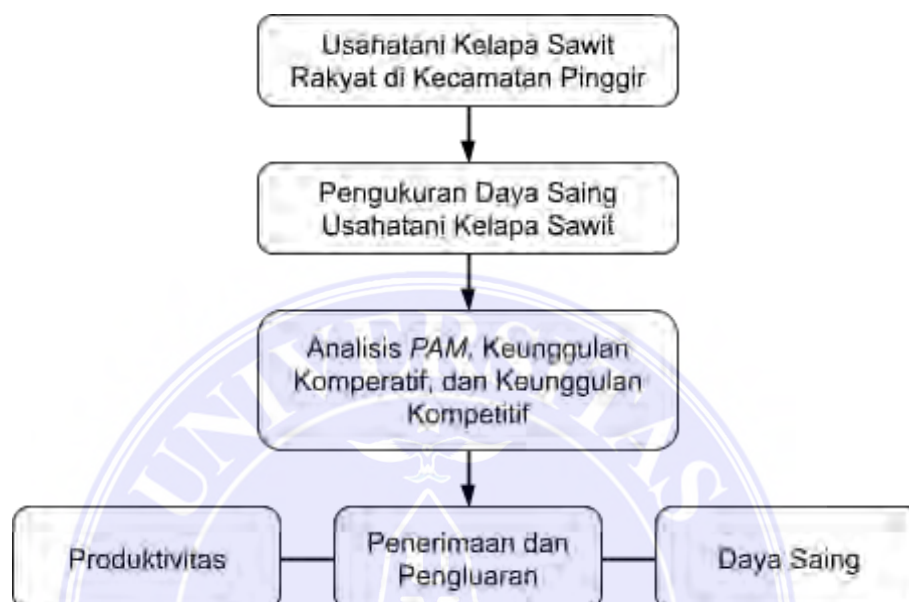 Usahatani Kelapa Sawit
Rakyat di Kecamatan Pinggir
Pengukuran Daya Saing
Usahatani Kelapa Sawit
UNIVERSITAS
Analisis PAM, Keunggulan
Komperatif, dan Keunggulan
Kompetitif
Produktivitas
Penerimaan dan
Pengluaran
Daya Saing